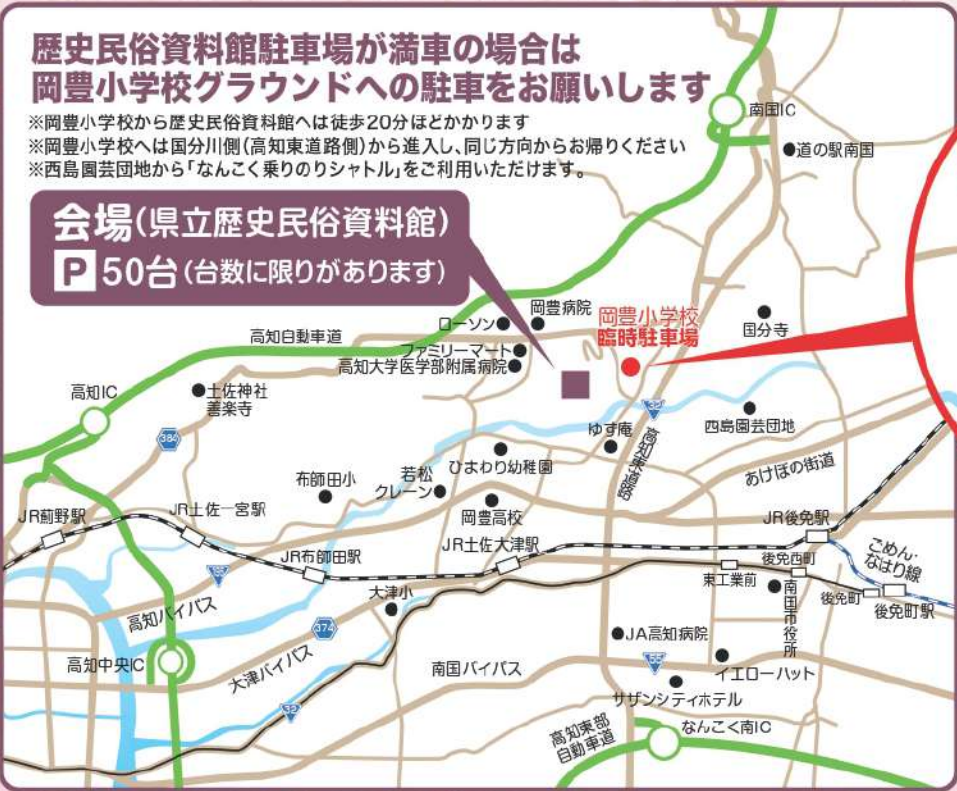 歴史民俗資料館駐車場が満車の場合は
岡豊小学校グラウンドへの駐車をお願いします
※岡豊小学校から歴史民俗資料館へは徒歩20分ほどかかります
※岡豊小学校へは国分川側(高知東道路側)から進入し、同じ方向からお帰りください
※西島園芸団地から「なんこく乗りのりシャトル」をご利用いただけます。
会場(県立歴史民俗資料館)
P 50台(台数に限りがあります)
南国IC
道の駅南国
岡豊病院
ローソン
岡豊小学校
臨時駐車場
国分寺
高知自動車道
ファミリーマート
高知大学医学部附属病院
高知IC
土佐神社
善楽寺
384
32
西島園芸団地
ゆず庵
高知東道路
あけぼの街道
ひまわり幼稚園
布師田小
若松
クレーン
岡豊高校
JR薊野駅
JR土佐一宮駅
JR土佐大津駅
JR後免駅
JR布師田駅
ごめん・
なはり線
後免西町
東工業前
後免町
後免町駅
南国市役所
55
高知バイパス
大津小
374
JA高知病院
高知中央IC
大津バイパス
南国バイパス
55
イエローハット
サザンシティホテル
32
高知東部
自動車道
なんこく南IC